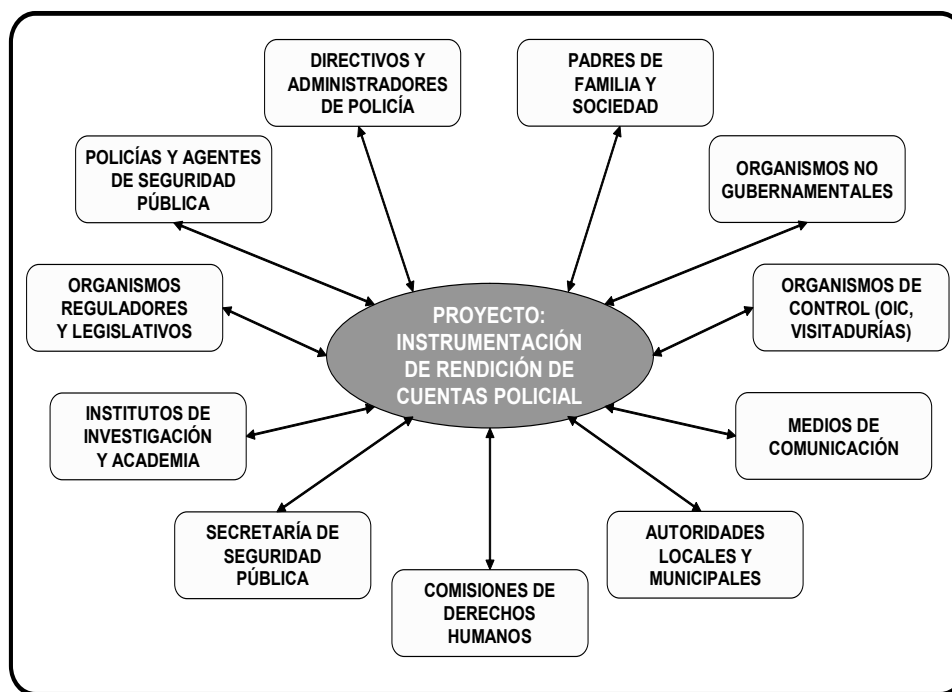 DIRECTIVOS Y
ADMINISTRADORES
DE POLICÍA
PADRES DE
FAMILIA Y
SOCIEDAD
POLICÍAS Y AGENTES
DE SEGURIDAD
PÚBLICA
ORGANISMOS NO
GUBERNAMENTALES
ORGANISMOS
REGULADORES
Y LEGISLATIVOS
ORGANISMOS DE
CONTROL (OIC,
VISITADURÍAS)
PROYECTO:
INSTRUMENTACIÓN
DE RENDICIÓN DE
CUENTAS POLICIAL
INSTITUTOS DE
INVESTIGACIÓN
Y ACADEMIA
MEDIOS DE
COMUNICACIÓN
SECRETARÍA DE
SEGURIDAD
PÚBLICA
COMISIONES DE
DERECHOS
HUMANOS
AUTORIDADES
LOCALES Y
MUNICIPALES